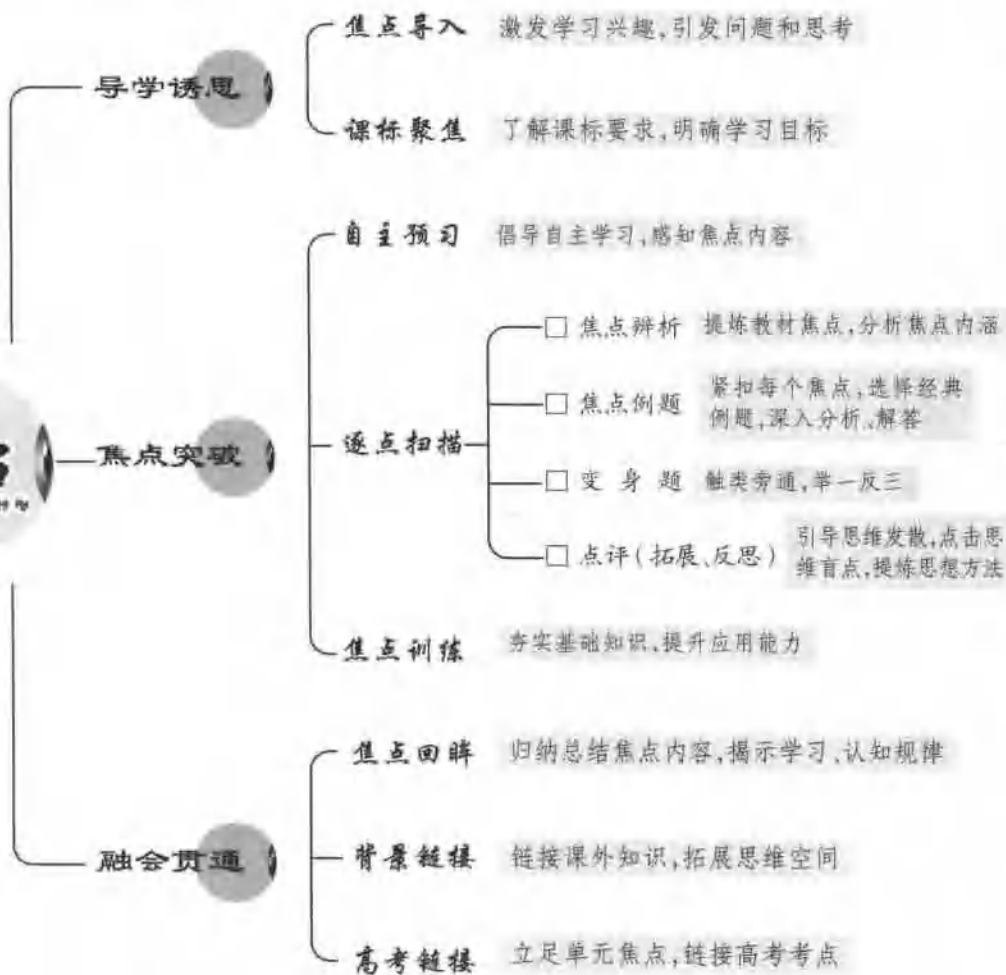 导学诱思
焦点导入 激发学习兴趣,引发问题和思考
课标聚焦 了解课标要求,明确学习目标
焦点突破
自主预习 倡导自主学习,感知焦点内容
逐点扫描
□ 焦点辨析 提炼教材焦点,分析焦点内涵
□ 焦点例题 紧扣每个焦点,选择经典
例题,深入分析、解答
□ 变身题 触类旁通,举一反三
□ 点评(拓展、反思) 引导思维发散,点击思
维盲点,提炼思想方法
焦点训练 夯实基础知识,提升应用能力
融会贯通
焦点回眸 归纳总结焦点内容,揭示学习、认知规律
背景链接 链接课外知识,拓展思维空间
高考链接 立足单元焦点,链接高考考点